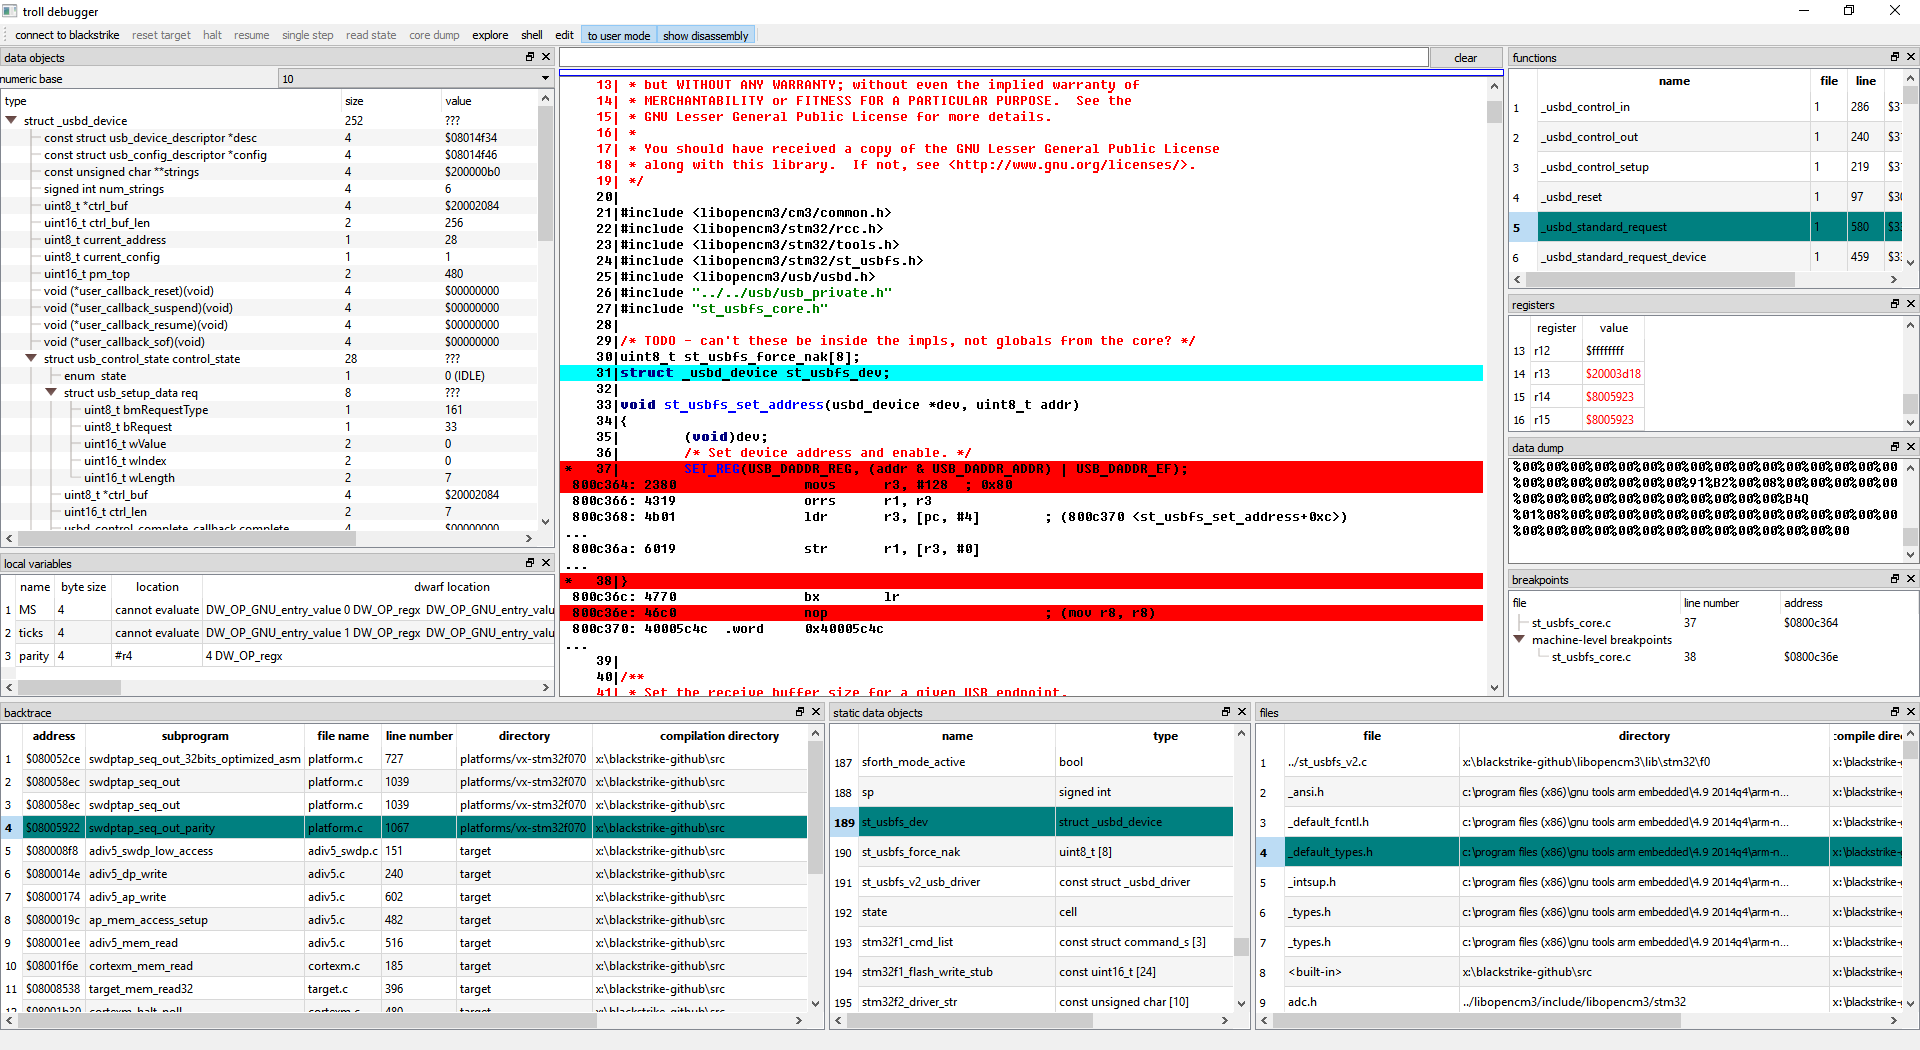 troll debugger
connect to blackstrike reset target halt resume single step read state core dump explore shell edit to user mode show disassembly
data objects
numeric base 10
type size value
struct _usbd_device 252 ???
const struct usb_device_descriptor *desc 4 $08014f34
const struct usb_config_descriptor *config 4 $08014f46
const unsigned char **strings 4 $200000b0
signed int num_strings 4 6
uint8_t *ctrl_buf 4 $20002084
uint16_t ctrl_buf_len 2 256
uint8_t current_address 1 28
uint8_t current_config 1 1
uint16_t pm_top 2 480
void (*user_callback_reset)(void) 4 $00000000
void (*user_callback_suspend)(void) 4 $00000000
void (*user_callback_resume)(void) 4 $00000000
void (*user_callback_sof)(void) 4 $00000000
struct usb_control_state control_state 28 ???
enum state 1 0 (IDLE)
struct usb_setup_data req 8 ???
uint8_t bmRequestType 1 161
uint8_t bRequest 1 33
uint16_t wValue 2 0
uint16_t wIndex 2 0
uint16_t wLength 2 7
uint8_t *ctrl_buf 4 $20002084
uint16_t ctrl_len 2 7
usbd_control_complete_callback complete 4 $00000000
local variables
name byte size location dwarf location
1 MS 4 cannot evaluate DW_OP_GNU_entry_value 0 DW_OP_regx DW_OP_GNU_entry_valu
2 ticks 4 cannot evaluate DW_OP_GNU_entry_value 1 DW_OP_regx DW_OP_GNU_entry_valu
3 parity 4 #r4 4 DW_OP_regx
clear
13| * but WITHOUT ANY WARRANTY; without even the implied warranty of
14| * MERCHANTABILITY or FITNESS FOR A PARTICULAR PURPOSE. See the
15| * GNU Lesser General Public License for more details.
16| *
17| * You should have received a copy of the GNU Lesser General Public License
18| * along with this library. If not, see <http://www.gnu.org/licenses/>.
19| */
20|
21|#include <libopencm3/cm3/common.h>
22|#include <libopencm3/stm32/rcc.h>
23|#include <libopencm3/stm32/tools.h>
24|#include <libopencm3/stm32/st_usbfs.h>
25|#include <libopencm3/usb/usbd.h>
26|#include "../../usb/usb_private.h"
27|#include "st_usbfs_core.h"
28|
29|/* TODO - can't these be inside the impls, not globals from the core? */
30|uint8_t st_usbfs_force_nak[8];
31|struct _usbd_device st_usbfs_dev;
32|
33|void st_usbfs_set_address(usbd_device *dev, uint8_t addr)
34|{
35| (void)dev;
36| /* Set device address and enable. */
* 37| SET_REG(USB_DADDR_REG, (addr & USB_DADDR_ADDR) | USB_DADDR_EF);
800c364: 2380 movs r3, #128 ; 0x80
800c366: 4319 orrs r1, r3
800c368: 4b01 ldr r3, [pc, #4] ; (800c370 <st_usbfs_set_address+0xc>)
...
800c36a: 6019 str r1, [r3, #0]
...
* 38|}
800c36c: 4770 bx lr
800c36e: 46c0 nop ; (mov r8, r8)
800c370: 40005c4c .word 0x40005c4c
...
39|
40|/**
41| * Set the receive buffer size for a given USB endpoint.
functions
name file line
1 _usbd_control_in 1 286 $3
2 _usbd_control_out 1 240 $3
3 _usbd_control_setup 1 219 $3
4 _usbd_reset 1 97 $3
5 _usbd_standard_request 1 580 $3
6 _usbd_standard_request_device 1 459 $3
registers
register value
13 r12 $ffffffff
14 r13 $20003d18
15 r14 $8005923
16 r15 $8005923
data dump
%00%00%00%00%00%00%00%00%00%00%00%00%00%00%00%00
%00%00%00%00%00%00%00%91%B2%00%08%00%00%00%00%00
%00%00%00%00%00%00%00%00%00%00%00%B4Q
%01%08%00%00%00%00%00%00%00%00%00%00%00%00%00%00
%00%00%00%00%00%00%00%00%00%00%00%00%00%00
breakpoints
file line number address
st_usbfs_core.c 37 $0800c364
machine-level breakpoints
st_usbfs_core.c 38 $0800c36e
backtrace
address subprogram file name line number directory compilation directory
1 $080052ce swdptap_seq_out_32bits_optimized_asm platform.c 727 platforms/vx-stm32f070 x:\blackstrike-github\src
2 $080058ec swdptap_seq_out platform.c 1039 platforms/vx-stm32f070 x:\blackstrike-github\src
3 $080058ec swdptap_seq_out platform.c 1039 platforms/vx-stm32f070 x:\blackstrike-github\src
4 $08005922 swdptap_seq_out_parity platform.c 1067 platforms/vx-stm32f070 x:\blackstrike-github\src
5 $080008f8 adiv5_swdp_low_access adiv5_swdp.c 151 target x:\blackstrike-github\src
6 $0800014e adiv5_dp_write adiv5.c 240 target x:\blackstrike-github\src
7 $08000174 adiv5_ap_write adiv5.c 602 target x:\blackstrike-github\src
8 $0800019c ap_mem_access_setup adiv5.c 482 target x:\blackstrike-github\src
9 $080001ee adiv5_mem_read adiv5.c 516 target x:\blackstrike-github\src
10 $08001f6e cortexm_mem_read cortexm.c 185 target x:\blackstrike-github\src
11 $08008538 target_mem_read32 target.c 396 target x:\blackstrike-github\src
12 $08001b30 cortexm_halt_poll cortexm.c 480 target x:\blackstrike-github\src
static data objects
name type
187 sforth_mode_active bool
188 sp signed int
189 st_usbfs_dev struct _usbd_device
190 st_usbfs_force_nak uint8_t [8]
191 st_usbfs_v2_usb_driver const struct _usbd_driver
192 state cell
193 stm32f1_cmd_list const struct command_s [3]
194 stm32f1_flash_write_stub const uint16_t [24]
195 stm32f2_driver_str const unsigned char [10]
files
file directory :ompile dire
1 ../st_usbfs_v2.c x:\blackstrike-github\libopencm3\lib\stm32\f0 x:\blackstrike-
2 _ansi.h c:\program files (x86)\gnu tools arm embedded\4.9 2014q4\arm-n... x:\blackstrike-
3 _default_fcntl.h c:\program files (x86)\gnu tools arm embedded\4.9 2014q4\arm-n... x:\blackstrike-
4 _default_types.h c:\program files (x86)\gnu tools arm embedded\4.9 2014q4\arm-n... x:\blackstrike-
5 _intsup.h c:\program files (x86)\gnu tools arm embedded\4.9 2014q4\arm-n... x:\blackstrike-
6 _types.h c:\program files (x86)\gnu tools arm embedded\4.9 2014q4\arm-n... x:\blackstrike-
7 _types.h c:\program files (x86)\gnu tools arm embedded\4.9 2014q4\arm-n... x:\blackstrike-
8 <built-in> x:\blackstrike-github\src x:\blackstrike-
9 adc.h ../libopencm3/include/libopencm3/stm32 x:\blackstrike-